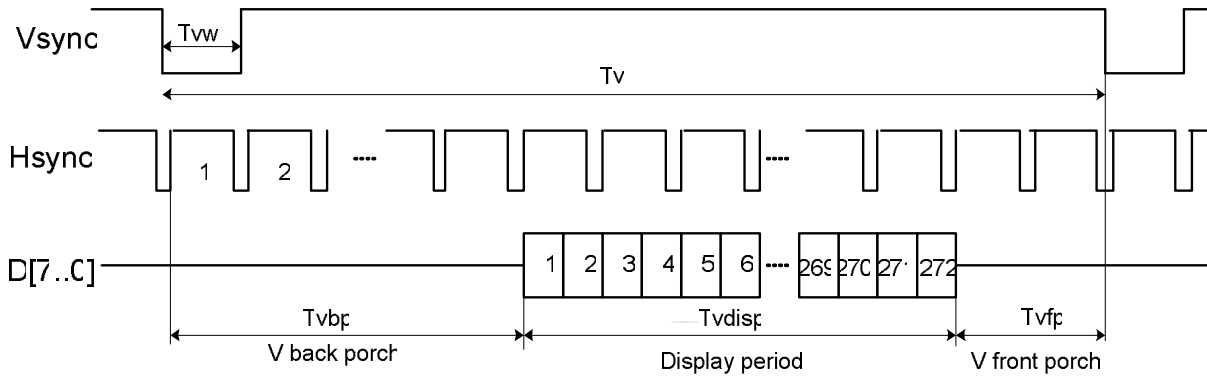 Vsync
Tvw
Tv
Hsync
1 2 ....
....
D[7..0]
1 2 3 4 5 6 .... 269 270 271 272
Tvbp Tvdisp Tvfp
V back porch Display period V front porch